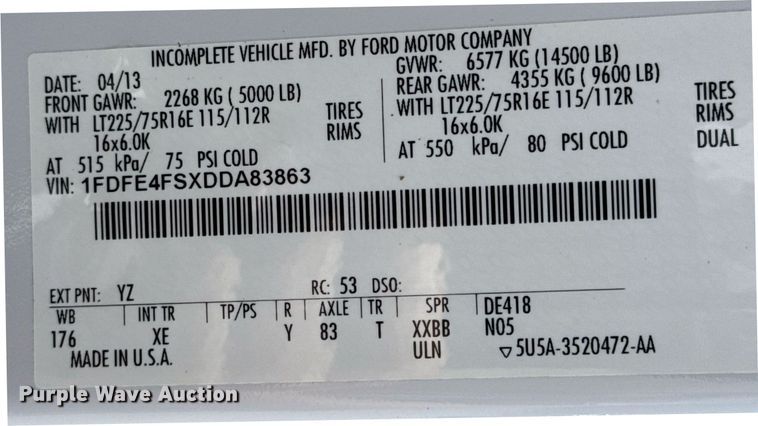 INCOMPLETE VEHICLE MFD. BY FORD MOTOR COMPANY
DATE: 04/13 GVWR: 6577 KG (14500 LB)
FRONT GAWR: 2268 KG ( 5000 LB) REAR GAWR: 4355 KG ( 9600 LB)
WITH LT225/75R16E 115/112R TIRES WITH LT225/75R16E 115/112R TIRES
16x6.0K RIMS 16x6.0K RIMS
AT 515 kPa/ 75 PSI COLD AT 550 kPa/ 80 PSI COLD DUAL
VIN: 1FDFE4FSXDDA83863
EXT PNT: YZ RC: 53 DSO:
WB INT TR TP/PS R AXLE TR SPR DE418
176 XE Y 83 T XXBB N05
MADE IN U.S.A. ULN ▽5U5A-3520472-AA
Purple Wave Auction